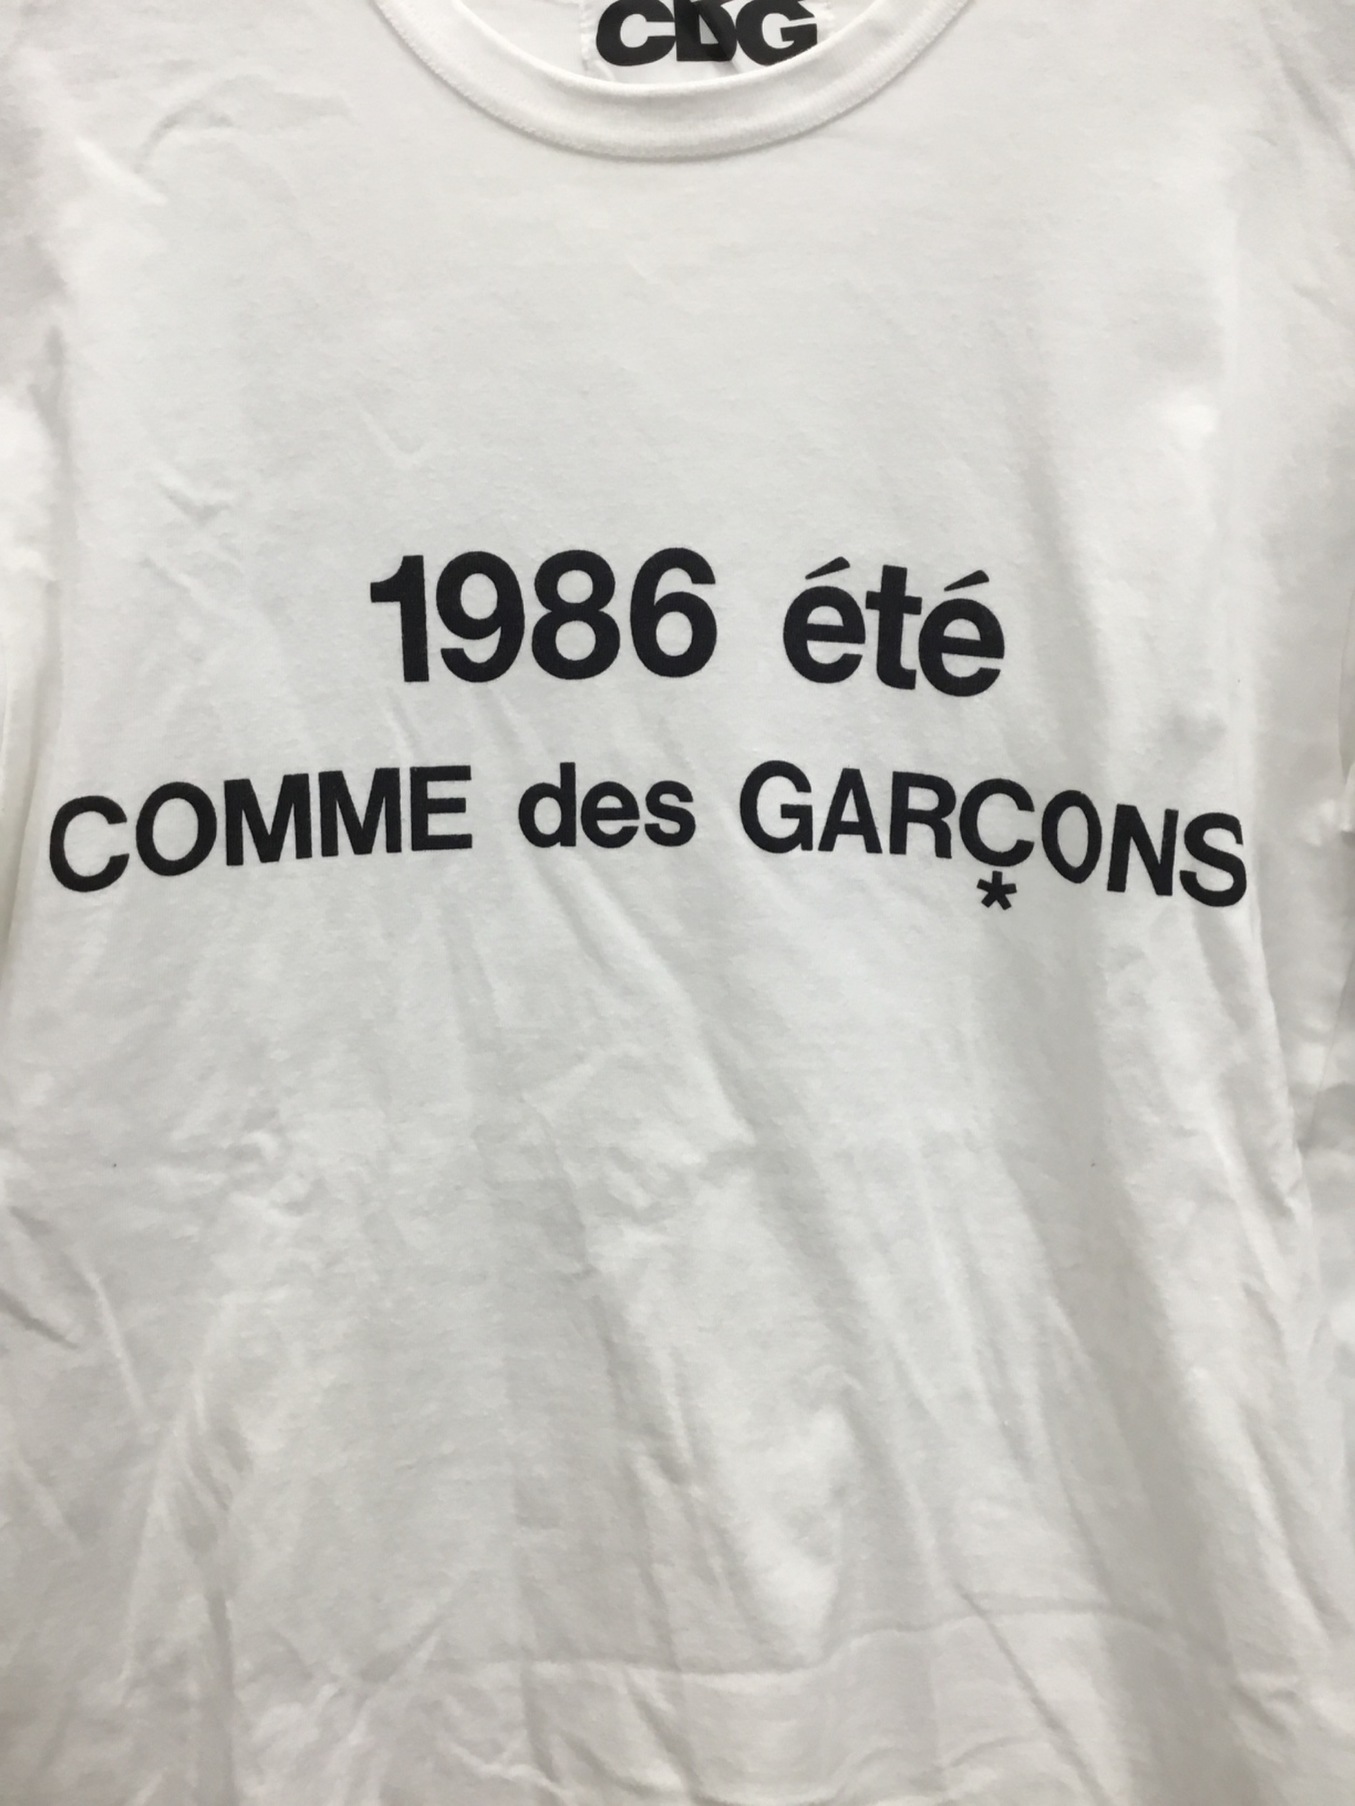 CDG
1986 été
COMME des GARÇONS
*